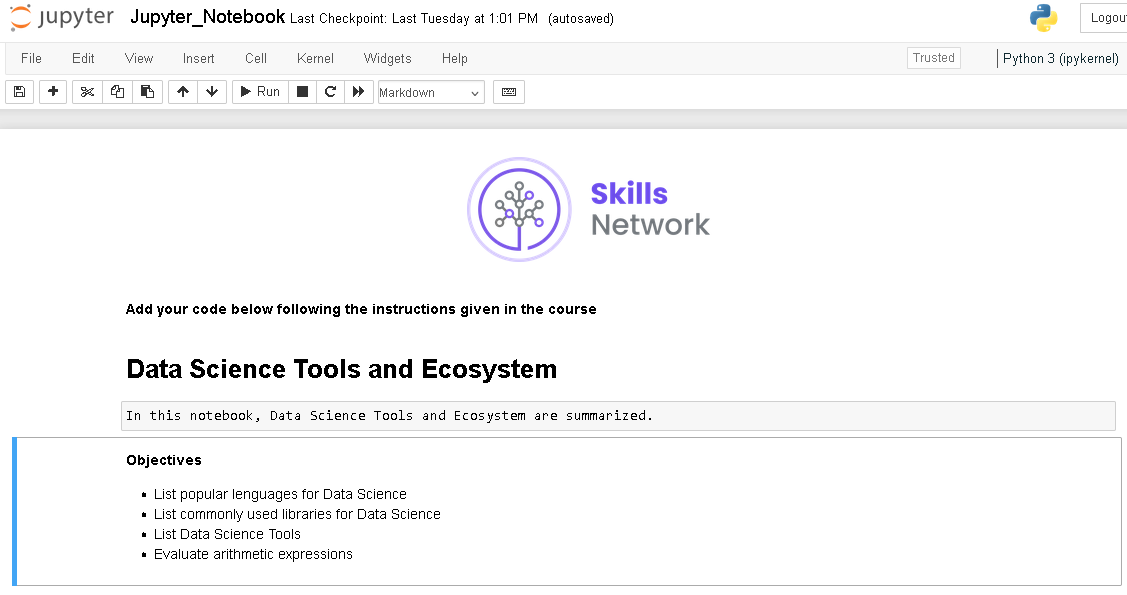 jupyter Jupyter_Notebook Last Checkpoint: Last Tuesday at 1:01 PM (autosaved)
Logou
File Edit View Insert Cell Kernel Widgets Help Trusted Python 3 (ipykernel)
Run Markdown
Skills
Network
Add your code below following the instructions given in the course
Data Science Tools and Ecosystem
In this notebook, Data Science Tools and Ecosystem are summarized.
Objectives
List popular lenguages for Data Science
List commonly used libraries for Data Science
List Data Science Tools
Evaluate arithmetic expressions